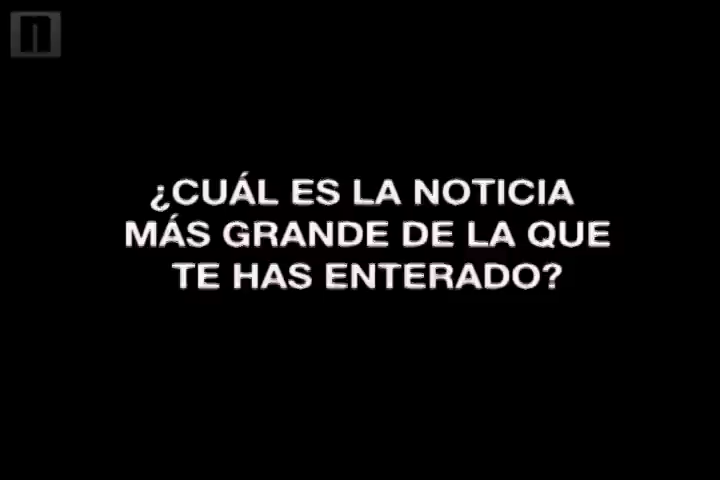 n
¿CUÁL ES LA NOTICIA
MÁS GRANDE DE LA QUE
TE HAS ENTERADO?